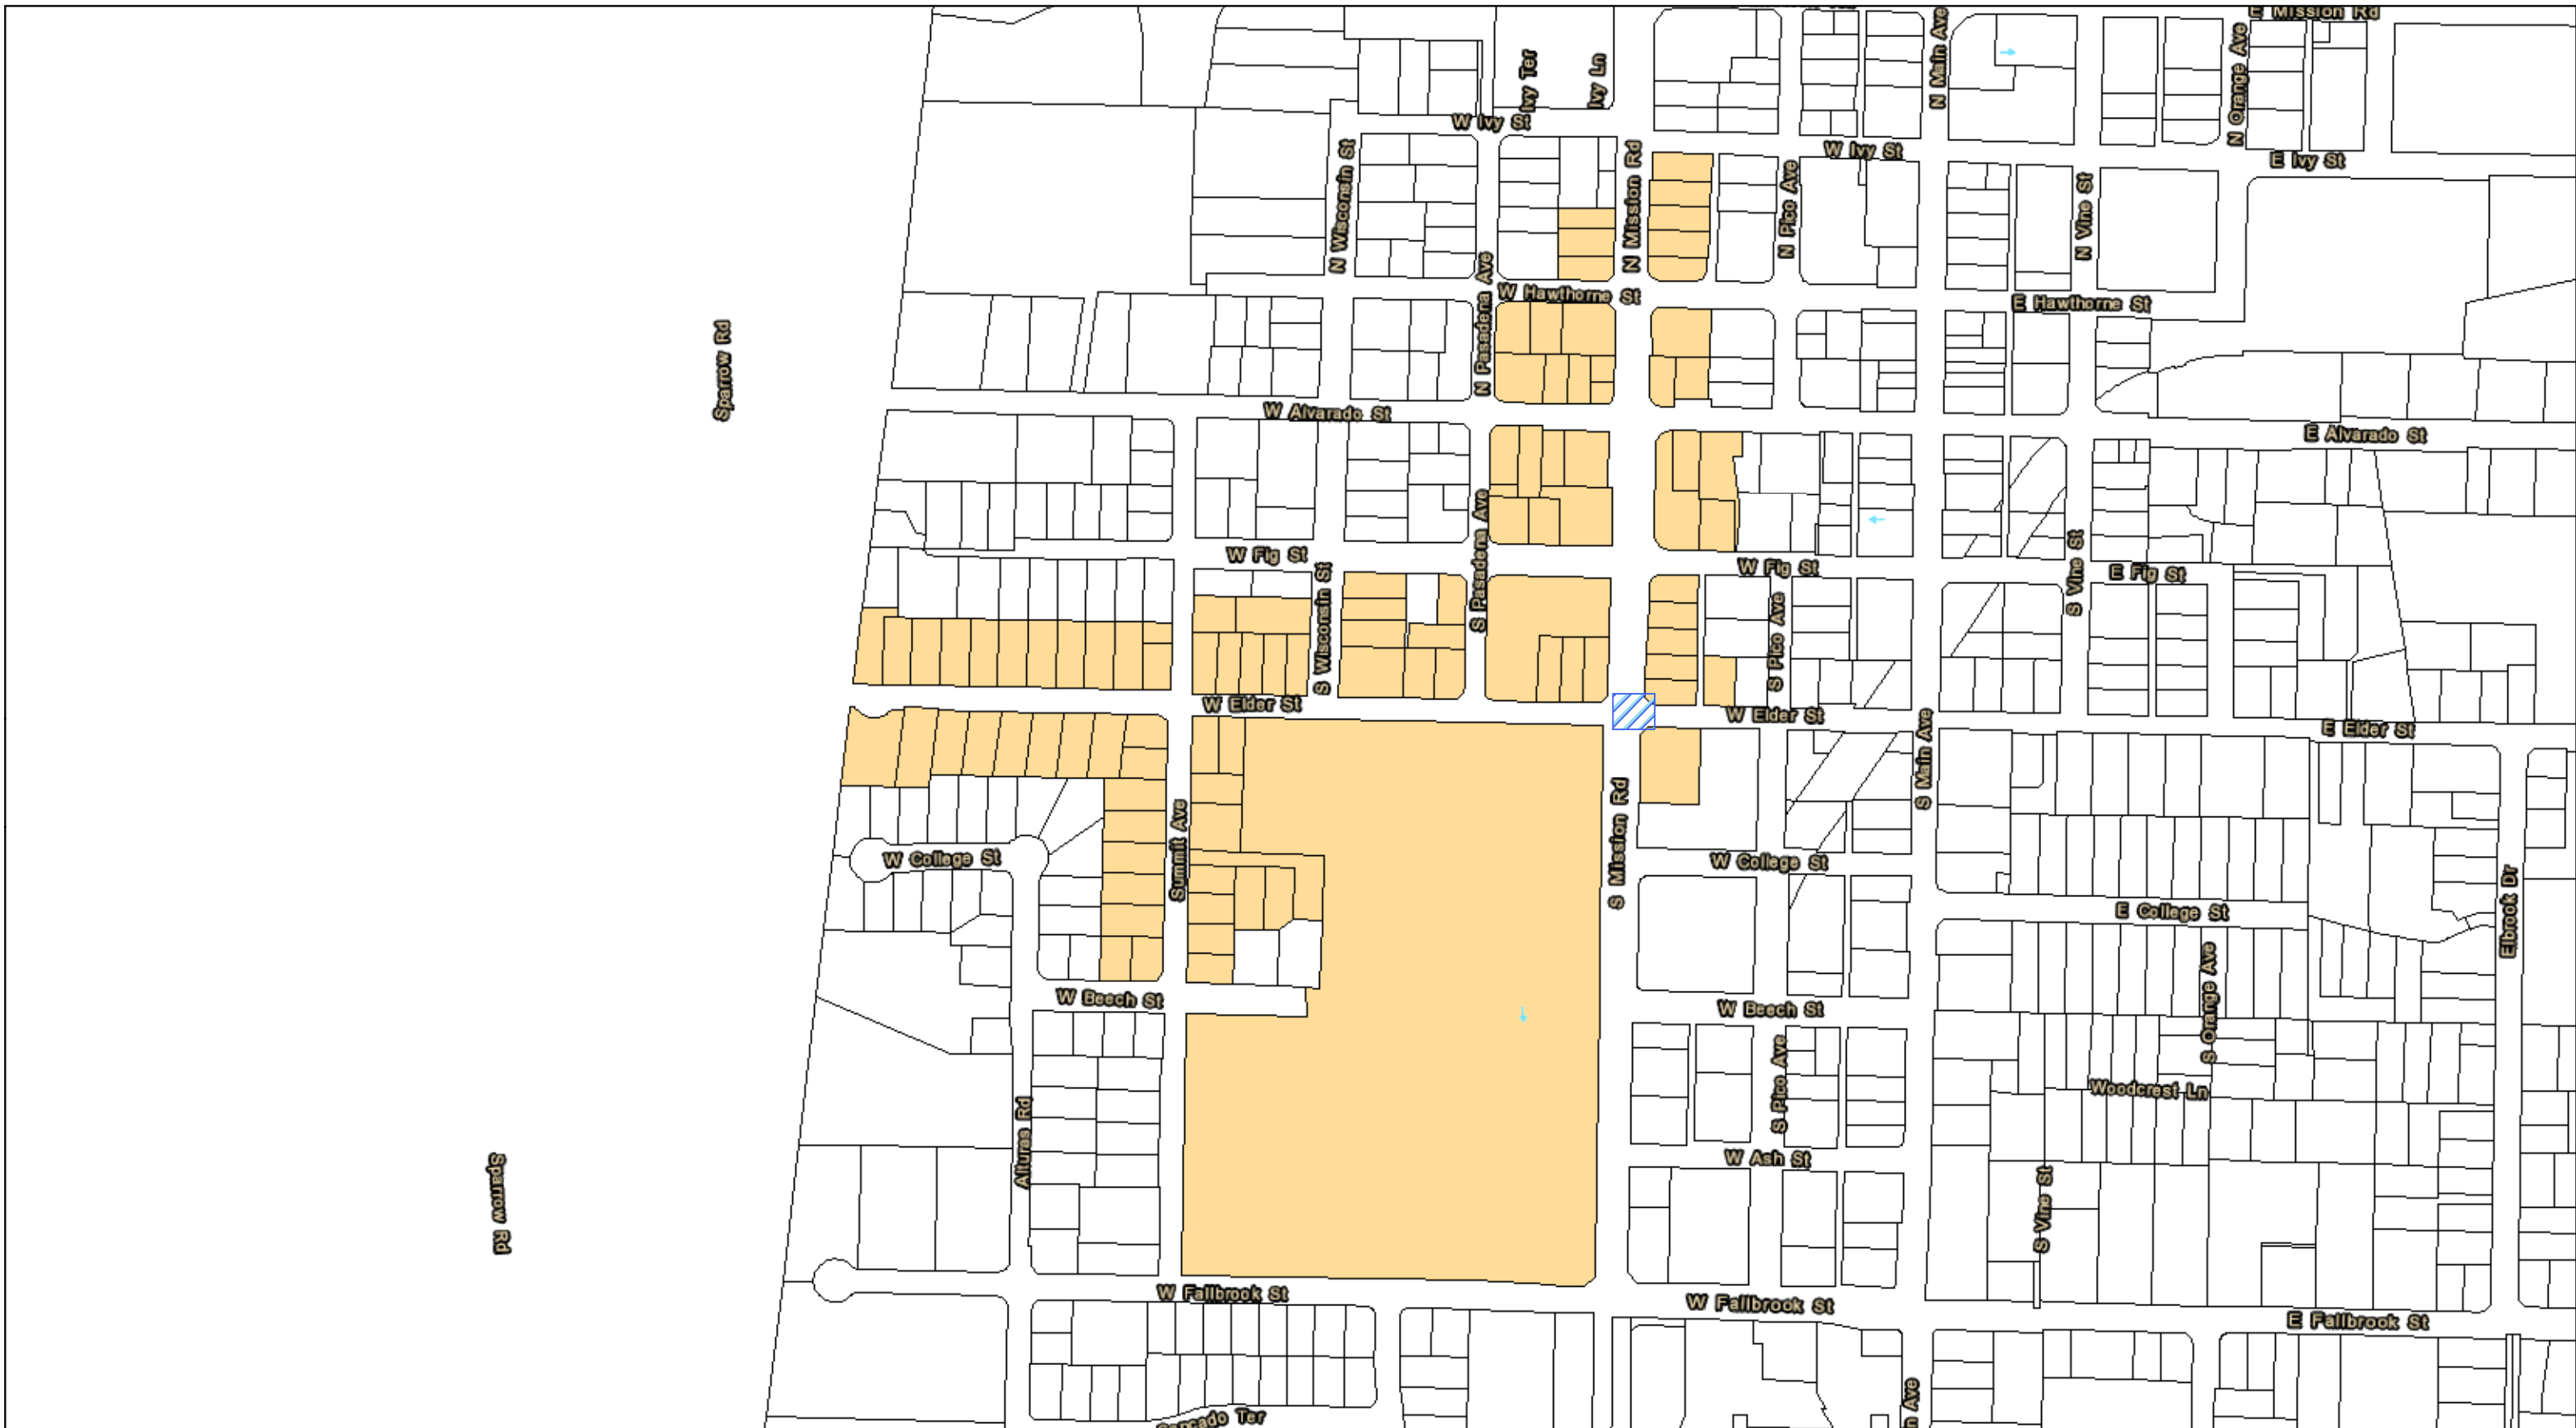 E Mission Rd
N Main Ave
N Orange Ave
Ivy Ter
Ivy Ln
W Ivy St
W Ivy St
E Ivy St
N Wisconsin St
N Mission Rd
N Pico Ave
N Vine St
N Pasadena Ave
W Hawthorne St
E Hawthorne St
Sparrow Rd
W Alvarado St
E Alvarado St
S Pasadena Ave
W Fig St
S Wisconsin St
W Fig St
S Vine St
E Fig St
S Pico Ave
W Elder St
W Elder St
E Elder St
S Main Ave
S Mission Rd
Summit Ave
W College St
W College St
E College St
Elbrook Dr
W Beech St
W Beech St
S Orange Ave
S Pico Ave
Woodcrest Ln
Alturas Rd
W Ash St
Sparrow Rd
S Vine St
W Fallbrook St
W Fallbrook St
E Fallbrook St
Ave
Ter